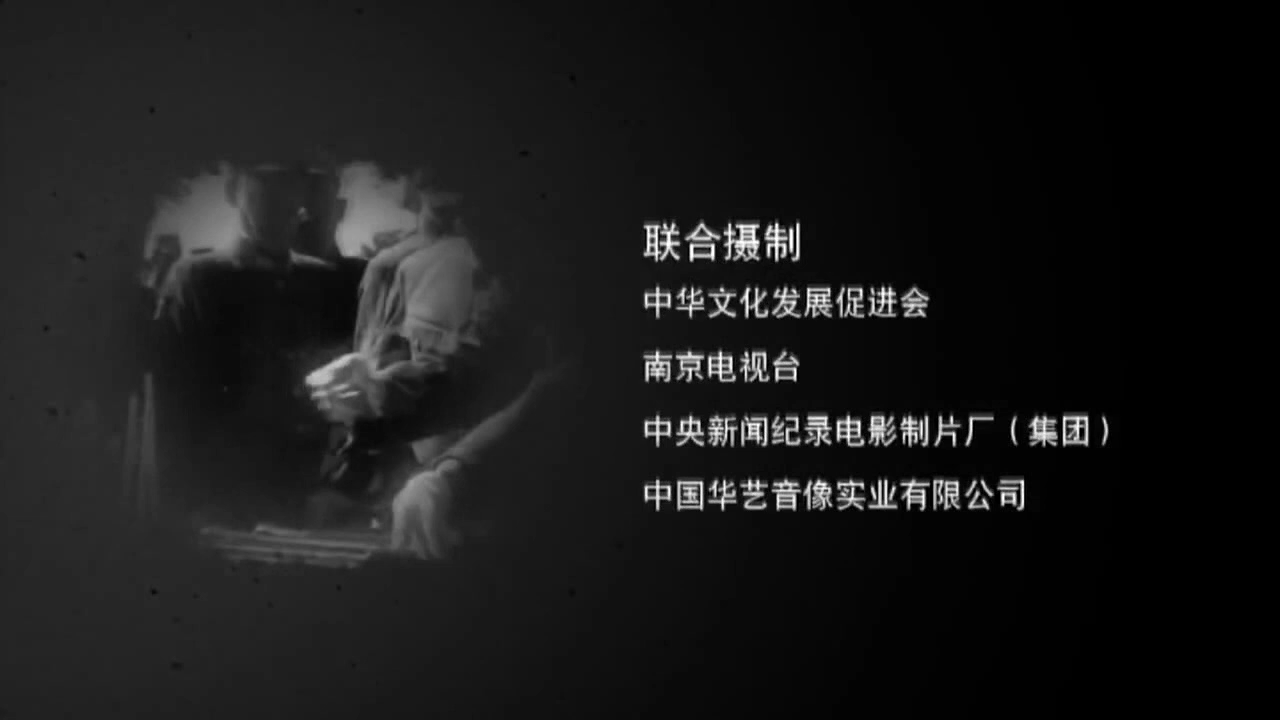 联合摄制
中华文化发展促进会
南京电视台
中央新闻纪录电影制片厂（集团）
中国华艺音像实业有限公司